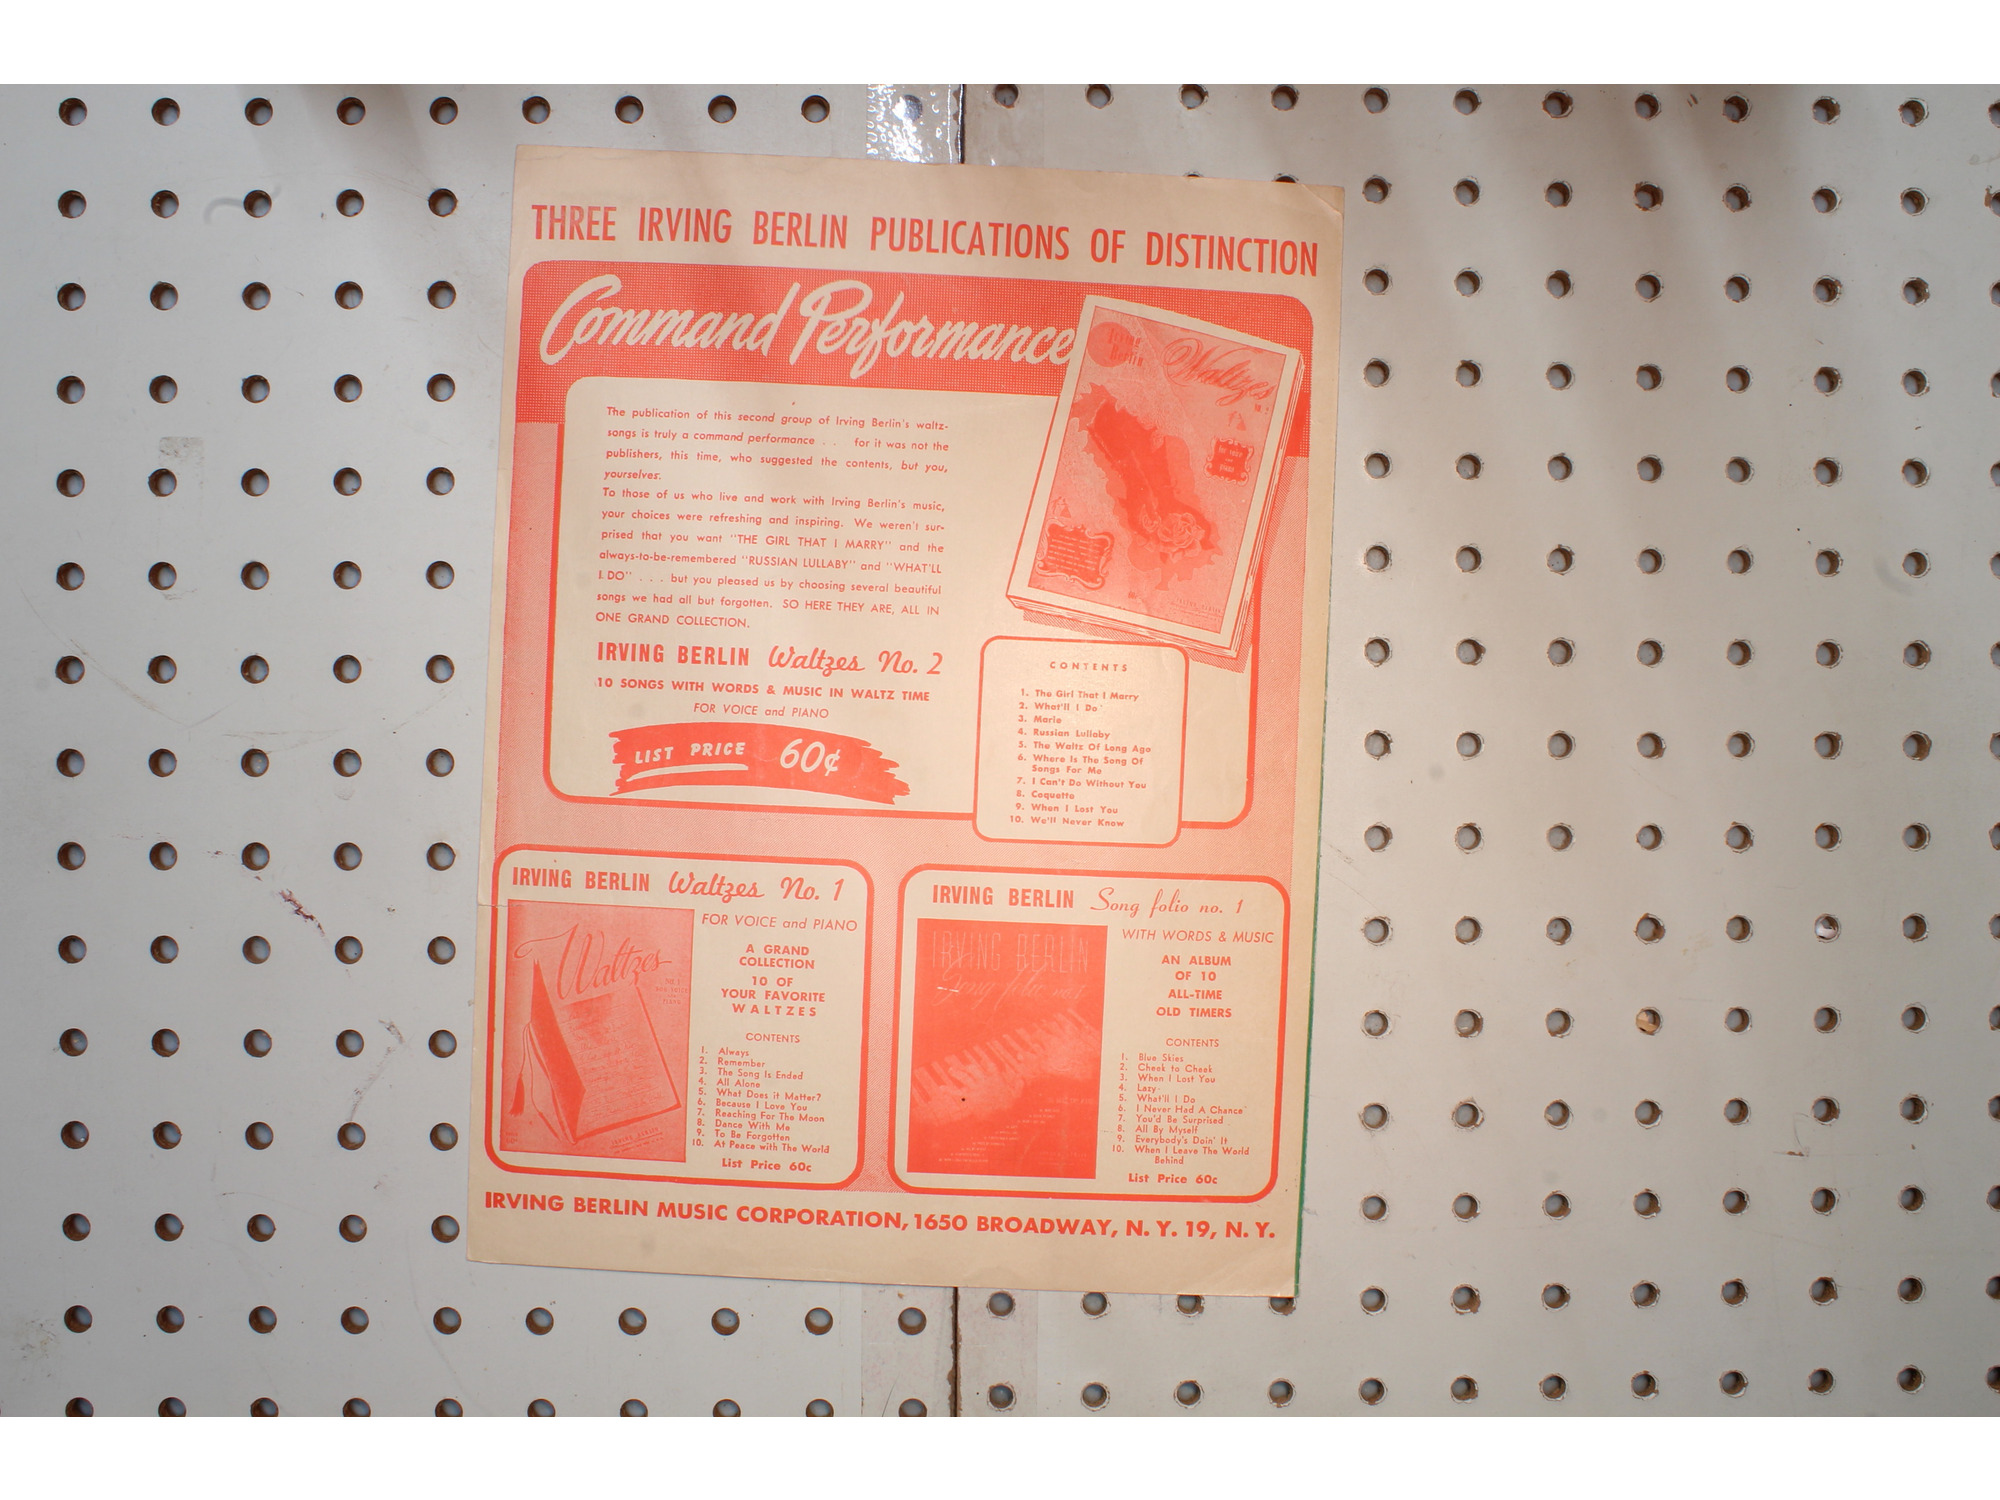 THREE IRVING BERLIN PUBLICATIONS OF DISTINCTION
Command Performance
Irving
Berlin
Waltzes
The publication of this second group of Irving Berlin's waltz-
songs is truly a command performance . . for it was not the
publishers, this time, who suggested the contents, but you,
yourselves.
To those of us who live and work with Irving Berlin's music,
your choices were refreshing and inspiring. We weren't sur-
prised that you want "THE GIRL THAT I MARRY" and the
always-to-be-remembered "RUSSIAN LULLABY" and "WHAT'LL
I DO" . . . but you pleased us by choosing several beautiful
songs we had all but forgotten. SO HERE THEY ARE, ALL IN
ONE GRAND COLLECTION.
IRVING BERLIN Waltzes No. 2
10 SONGS WITH WORDS & MUSIC IN WALTZ TIME
FOR VOICE and PIANO
LIST PRICE 60¢
CONTENTS
1. The Girl That I Marry
2. What'll I Do
3. Marie
4. Russian Lullaby
5. The Waltz Of Long Ago
6. Where Is The Song Of
Songs For Me
7. I Can't Do Without You
8. Coquette
9. When I Lost You
10. We'll Never Know
IRVING BERLIN Waltzes No. 1
Waltzes
FOR VOICE and PIANO
A GRAND
COLLECTION
10 OF
YOUR FAVORITE
WALTZES
CONTENTS
1. Always
2. Remember
3. The Song Is Ended
4. All Alone
5. What Does it Matter?
6. Because I Love You
7. Reaching For The Moon
8. Dance With Me
9. To Be Forgotten
10. At Peace with The World
List Price 60c
IRVING BERLIN Song folio no. 1
IRVING BERLIN
Song folio no. 1
WITH WORDS & MUSIC
AN ALBUM
OF 10
ALL-TIME
OLD TIMERS
CONTENTS
1. Blue Skies
2. Cheek to Cheek
3. When I Lost You
4. Lazy
5. What'll I Do
6. I Never Had A Chance
7. You'd Be Surprised
8. All By Myself
9. Everybody's Doin' It
10. When I Leave The World
Behind
List Price 60c
IRVING BERLIN MUSIC CORPORATION, 1650 BROADWAY, N. Y. 19, N. Y.